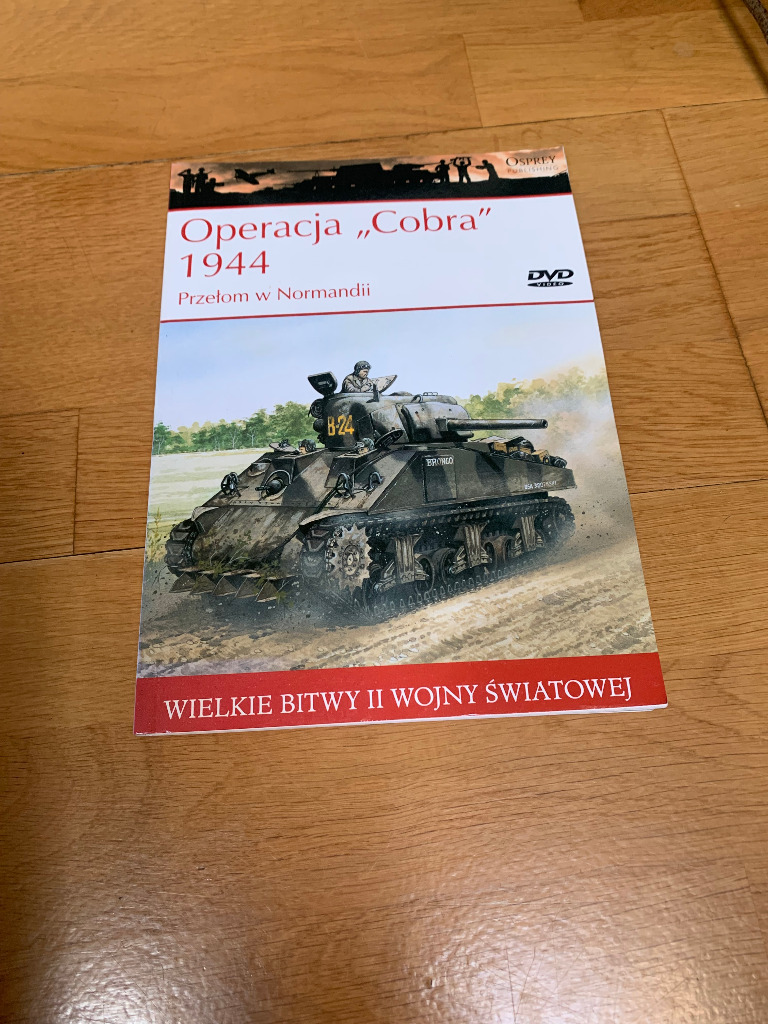 OSPREY
PUBLISHING
Operacja „Cobra”
1944
Przełom w Normandii
DVD
VIDEO
B-24
BRONCO
WIELKIE BITWY II WOJNY ŚWIATOWEJ